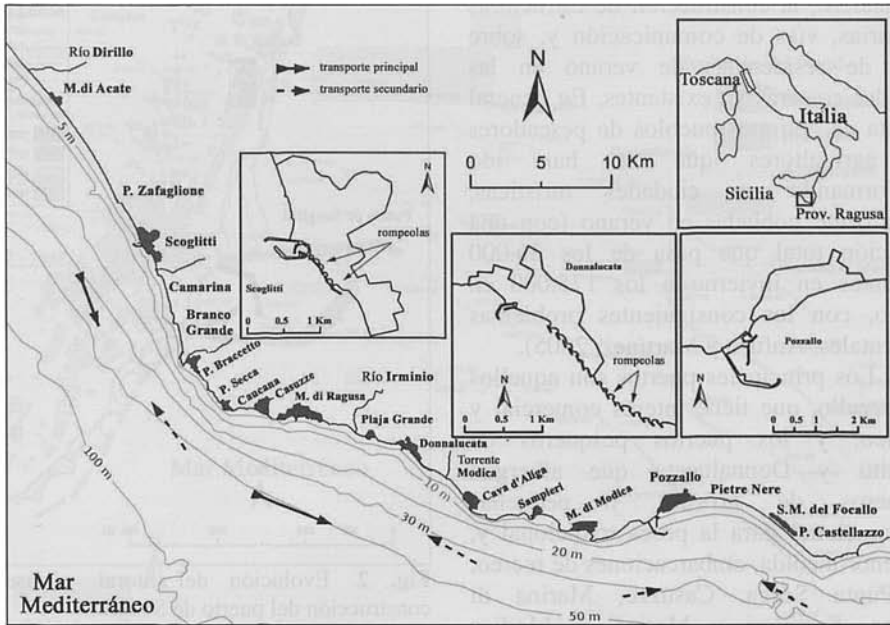 Río Dirillo
M. di Acate
5 m
P. Zafaglione
Scoglitti
Camarina
Branco
Grande
P. Braccetto
P. Secca
Caucana
Casuzze
M. di Ragusa
Río Irminio
Plaja Grande
Donnalucata
Torrente
Modica
Cava d'Aliga
Sampieri
M. di Modica
Pozzallo
Pietre Nere
S.M. del Focallo
P. Castellazzo
100 m
10 m
30 m
20 m
50 m
Mar
Mediterráneo
transporte principal
transporte secundario
N
0 5 10 Km
Toscana
Italia
Sicilia
Prov. Ragusa
N
rompeolas
Scoglitti
0 0.5 1 Km
Donnalucata
N
rompeolas
0 0.5 1 Km
N
Pozzallo
0 0.5 1 2 Km